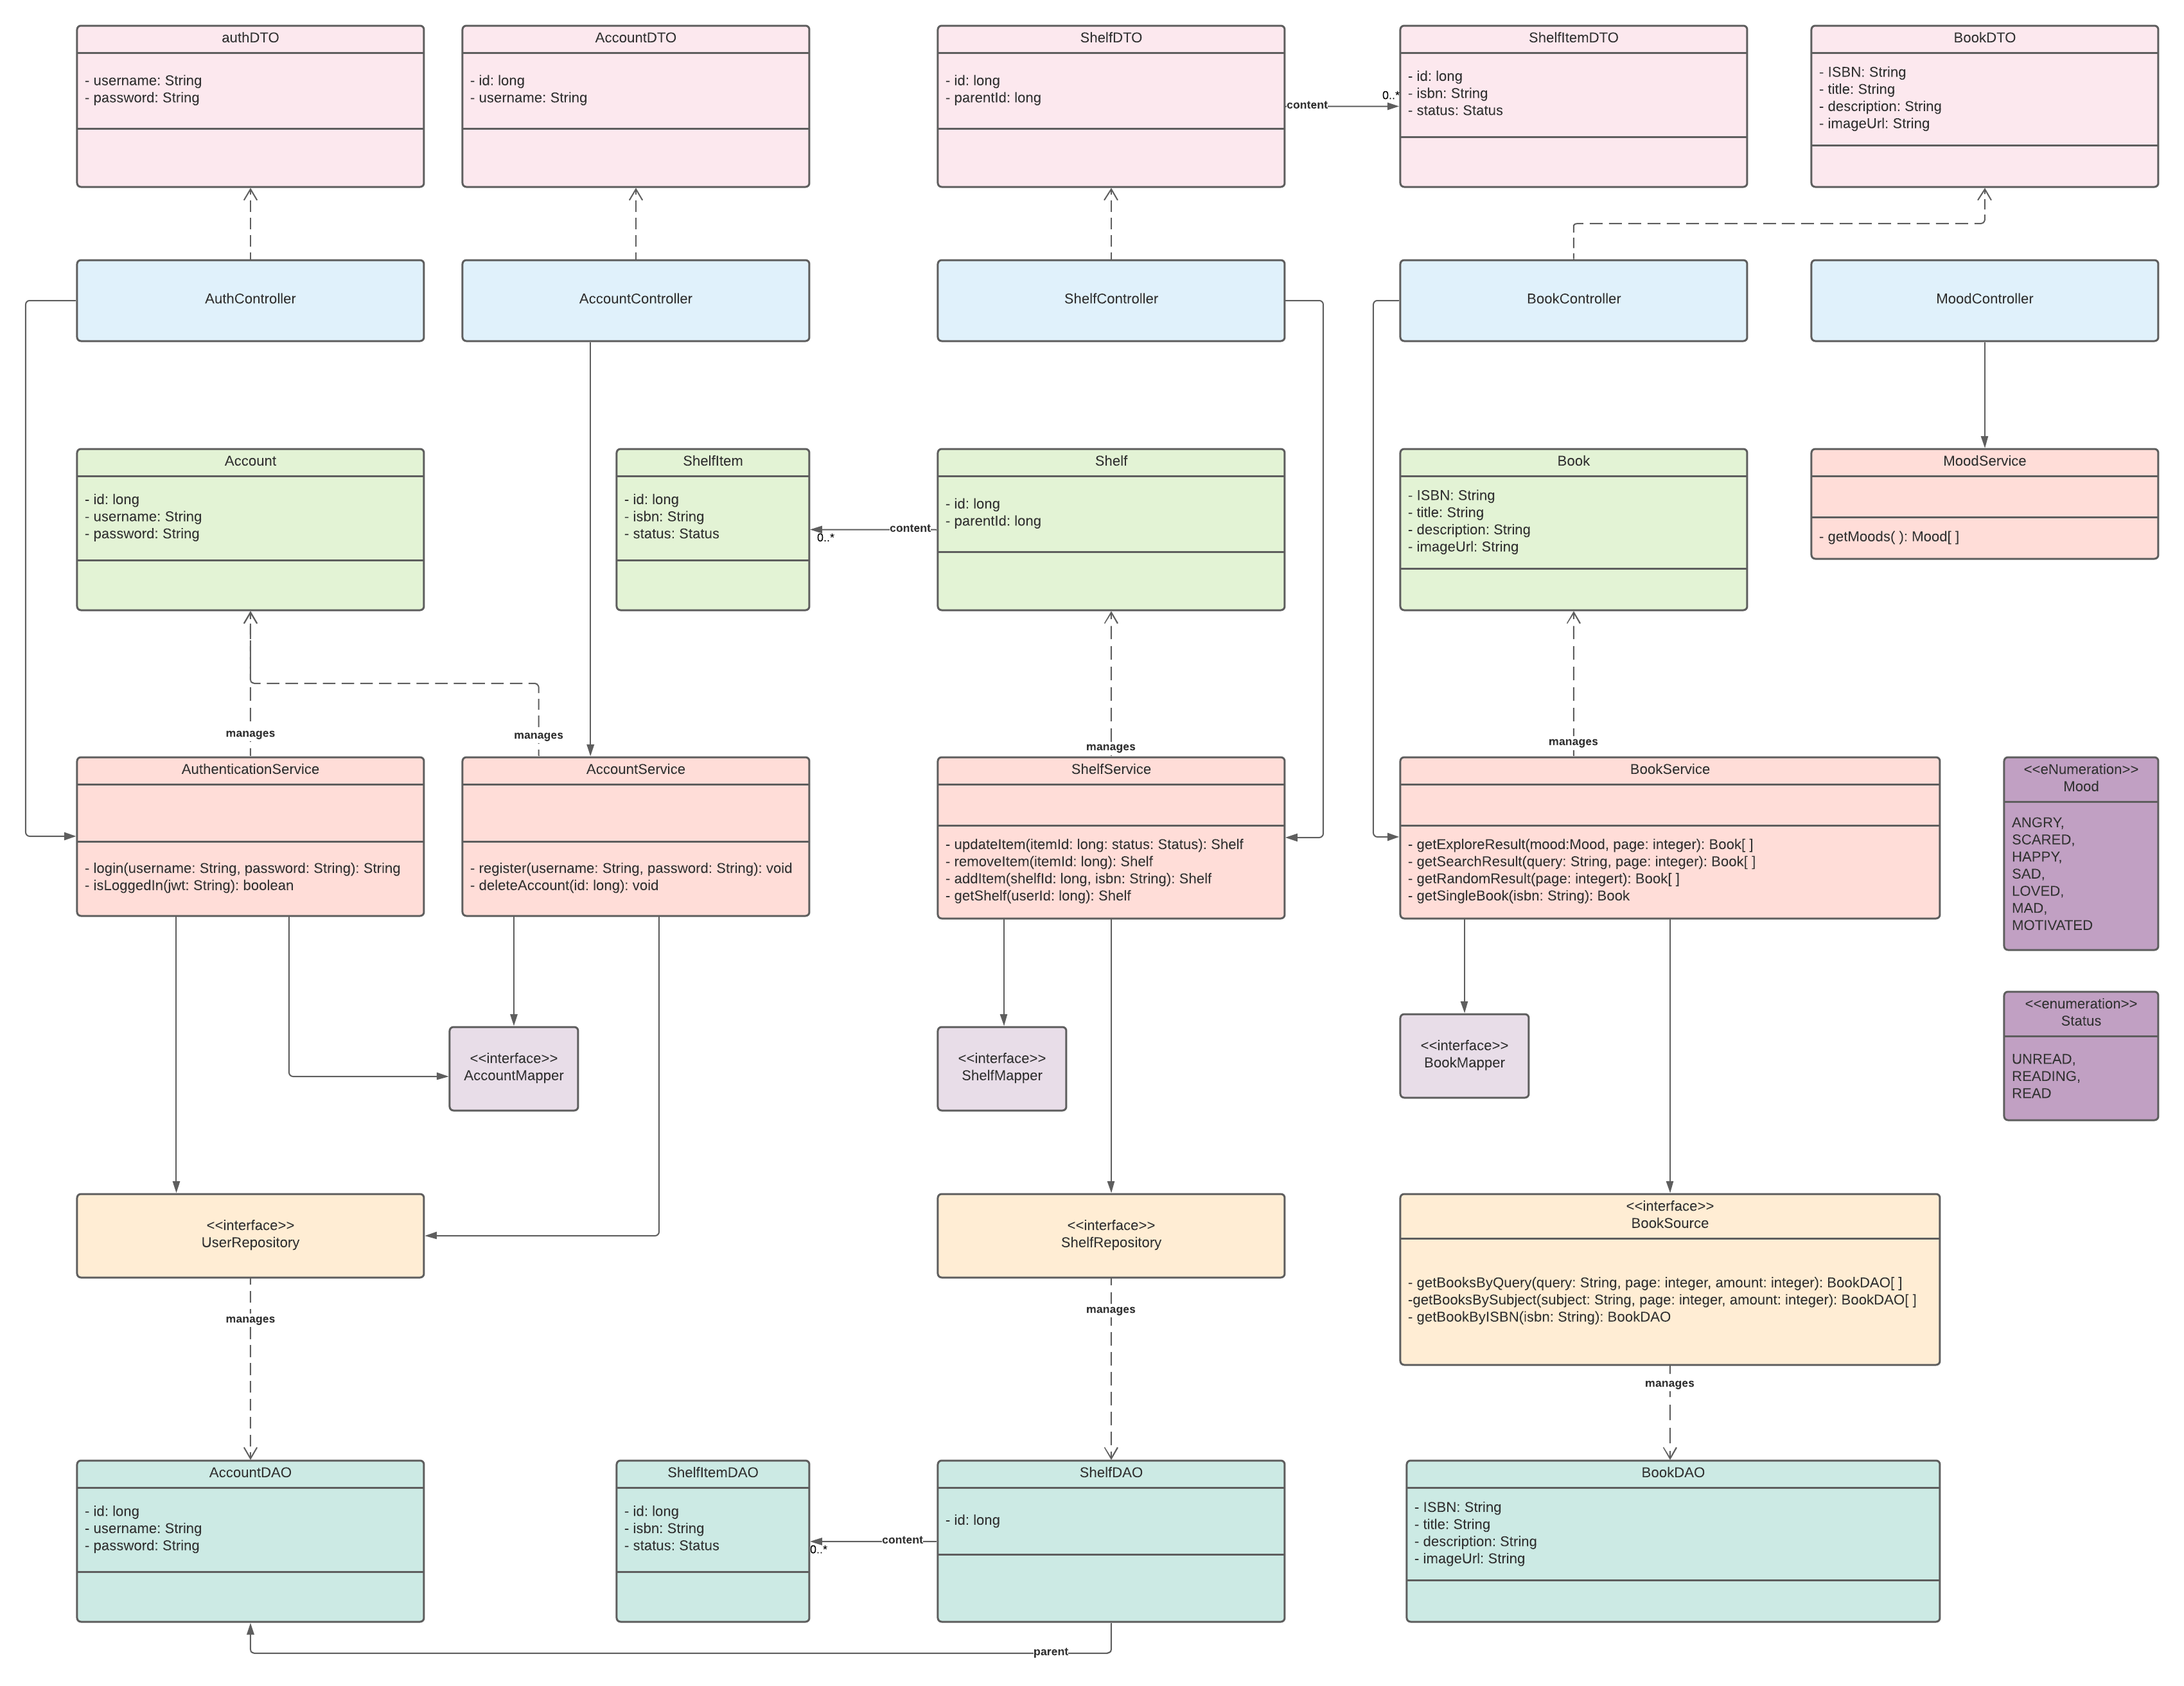 authDTO
- username: String
- password: String
AccountDTO
- id: long
- username: String
ShelfDTO
- id: long
- parentId: long
content
0..*
ShelfItemDTO
- id: long
- isbn: String
- status: Status
BookDTO
- ISBN: String
- title: String
- description: String
- imageUrl: String
AuthController
AccountController
ShelfController
BookController
MoodController
Account
- id: long
- username: String
- password: String
ShelfItem
- id: long
- isbn: String
- status: Status
0..*
content
Shelf
- id: long
- parentId: long
Book
- ISBN: String
- title: String
- description: String
- imageUrl: String
MoodService
- getMoods( ): Mood[ ]
manages
manages
manages
manages
AuthenticationService
- login(username: String, password: String): String
- isLoggedIn(jwt: String): boolean
AccountService
- register(username: String, password: String): void
- deleteAccount(id: long): void
ShelfService
- updateItem(itemId: long: status: Status): Shelf
- removeItem(itemId: long): Shelf
- addItem(shelfId: long, isbn: String): Shelf
- getShelf(userId: long): Shelf
BookService
- getExploreResult(mood:Mood, page: integer): Book[ ]
- getSearchResult(query: String, page: integer): Book[ ]
- getRandomResult(page: integert): Book[ ]
- getSingleBook(isbn: String): Book
<<eNumeration>>
Mood
ANGRY,
SCARED,
HAPPY,
SAD,
LOVED,
MAD,
MOTIVATED
<<interface>>
AccountMapper
<<interface>>
ShelfMapper
<<interface>>
BookMapper
<<enumeration>>
Status
UNREAD,
READING,
READ
<<interface>>
UserRepository
<<interface>>
ShelfRepository
<<interface>>
BookSource
- getBooksByQuery(query: String, page: integer, amount: integer): BookDAO[ ]
-getBooksBySubject(subject: String, page: integer, amount: integer): BookDAO[ ]
- getBookByISBN(isbn: String): BookDAO
manages
manages
manages
AccountDAO
- id: long
- username: String
- password: String
ShelfItemDAO
- id: long
- isbn: String
- status: Status
0..*
content
ShelfDAO
- id: long
BookDAO
- ISBN: String
- title: String
- description: String
- imageUrl: String
parent